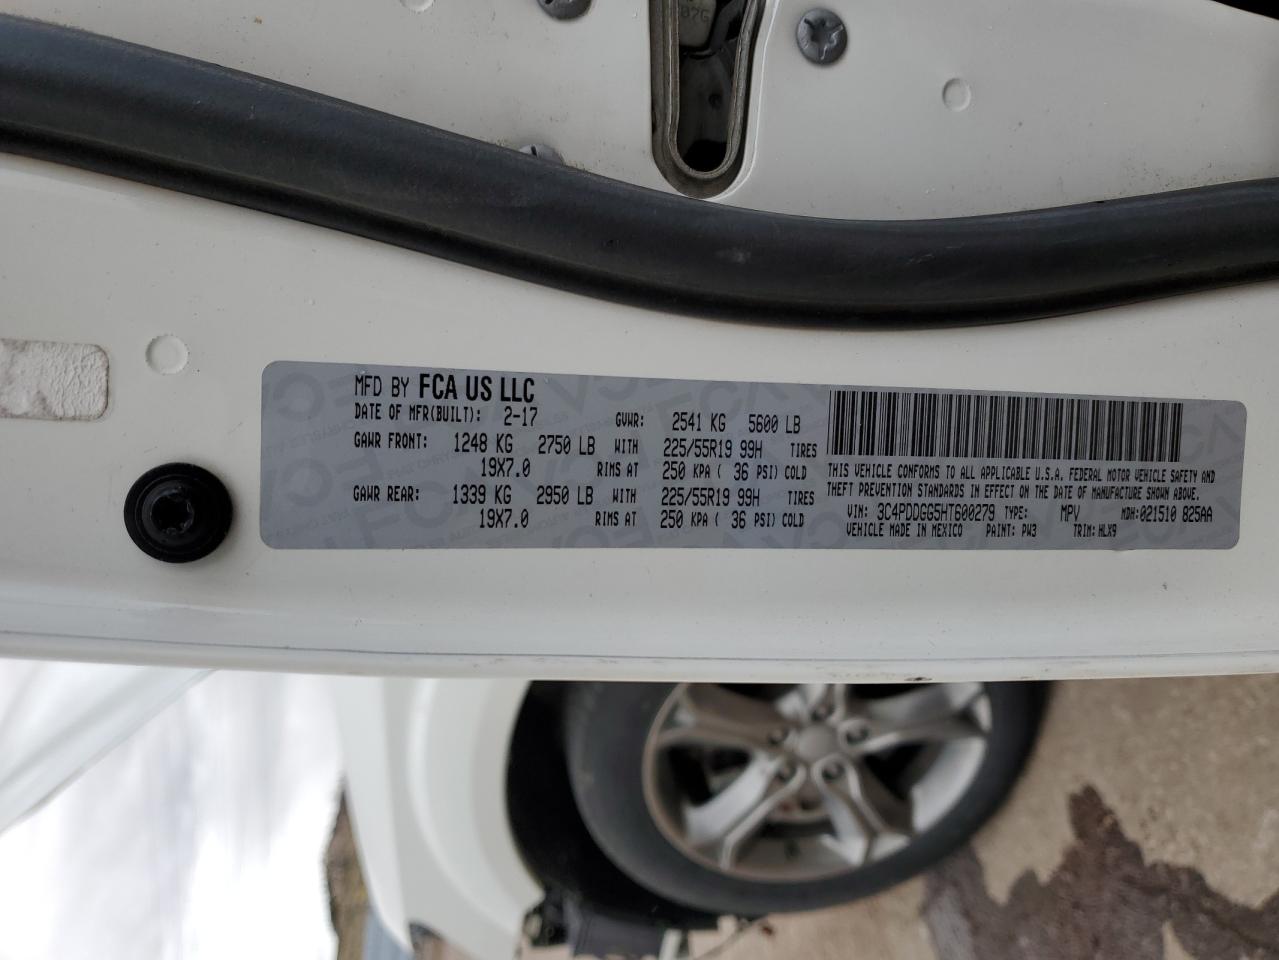 MFD BY FCA US LLC
DATE OF MFR(BUILT): 2-17 GVWR: 2541 KG 5600 LB
GAWR FRONT: 1248 KG 2750 LB WITH 225/55R19 99H TIRES
19X7.0 RIMS AT 250 KPA ( 36 PSI) COLD
GAWR REAR: 1339 KG 2950 LB WITH 225/55R19 99H TIRES
19X7.0 RIMS AT 250 KPA ( 36 PSI) COLD
THIS VEHICLE CONFORMS TO ALL APPLICABLE U.S.A. FEDERAL MOTOR VEHICLE SAFETY AND
THEFT PREVENTION STANDARDS IN EFFECT ON THE DATE OF MANUFACTURE SHOWN ABOVE.
VIN: 3C4PDDGG5HT600279 TYPE: MPV MDH: 021510 825AA
VEHICLE MADE IN MEXICO PAINT: PW3 TRIM: HLX9